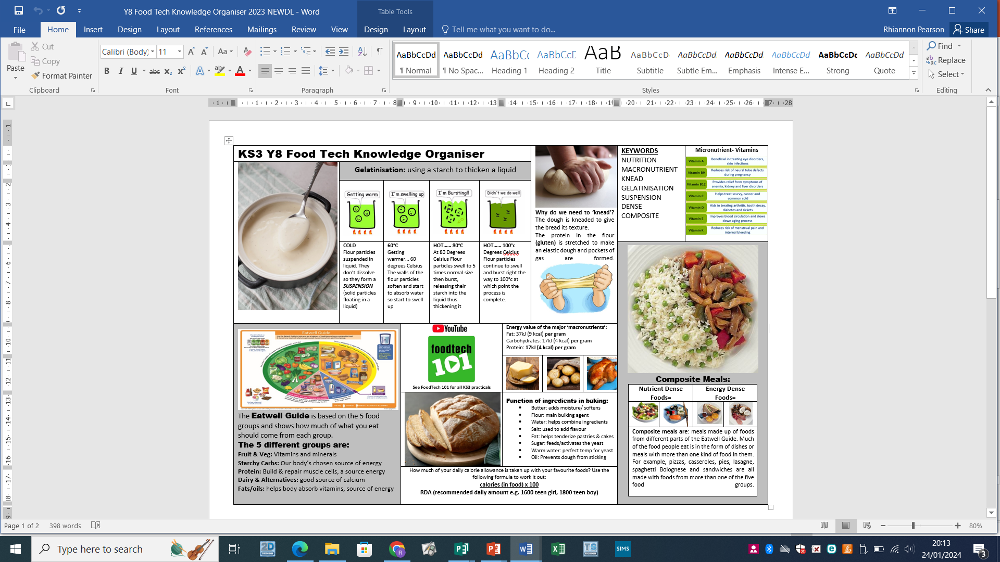 Y8 Food Tech Knowledge Organiser 2023 NEWDL - Word
Table Tools
File
Home
Insert
Design
Layout
References
Mailings
Review
View
Design
Layout
Tell me what you want to do...
Rhiannon Pearson
Share
Paste
Cut
Copy
Format Painter
Clipboard
Calibri (Body)
11
Font
Paragraph
AaBbCcDd
¶ Normal
AaBbCcDd
¶ No Spac...
AaBbCc
Heading 1
AaBbCcC
Heading 2
AaB
Title
AaBbCcD
Subtitle
AaBbCcDd
Subtle Em...
AaBbCcDd
Emphasis
AaBbCcDd
Intense E...
AaBbCcDc
Strong
AaBbCcDd
Quote
Styles
Find
Replace
Select
Editing
KS3 Y8 Food Tech Knowledge Organiser
Gelatinisation: using a starch to thicken a liquid
Getting warm
I'm swelling up
I'm Bursting!!
Didn't we do well
COLD
Flour particles
suspended in
liquid. They
don't dissolve
so they form a
SUSPENSION
(solid particles
floating in a
liquid)
60°C
Getting
warmer... 60
degrees Celsius
The walls of the
flour particles
soften and start
to absorb water
so start to swell
up
HOT...... 80°C
At 80 Degrees
Celsius Flour
particles swell to 5
times normal size
then burst,
releasing their
starch into the
liquid thus
thickening it
HOT...... 100°c
Degrees Celcius
Flour particles
continue to swell
and burst right the
way to 100°c at
which point the
process is
complete.
Why do we need to 'knead'?
The dough is kneaded to give
the bread its texture.
The protein in the flour
(gluten) is stretched to make
an elastic dough and pockets of
gas are formed.
KEYWORDS
NUTRITION
MACRONUTRIENT
KNEAD
GELATINISATION
SUSPENSION
DENSE
COMPOSITE
Micronutrient- Vitamins
Vitamin A
Beneficial in treating eye disorders,
skin infections
Vitamin B9
Reduces risk of neural tube defects
during pregnancy
Vitamin B12
Provides relief from symptoms of
anemia, kidney and liver disorders
Vitamin C
Helps treat scurvy, cancer and
common cold
Vitamin D
Aids in treating arthritis, tooth decay,
diabetes and rickets
Vitamin E
Improves blood circulation and slows
down aging process
Vitamin K
Reduces risk of menstrual pain and
internal bleeding
Eatwell Guide
The Eatwell Guide is based on the 5 food
groups and shows how much of what you eat
should come from each group.
The 5 different groups are:
Fruit & Veg: Vitamins and minerals
Starchy Carbs: Our body's chosen source of energy
Protein: Build & repair muscle cells, a source energy
Dairy & Alternatives: good source of calcium
Fats/oils: helps body absorb vitamins, source of energy
YouTube
foodtech
101
See FoodTech 101 for all KS3 practicals
Energy value of the major 'macronutrients':
Fat: 37kJ (9 kcal) per gram
Carbohydrates: 17kJ (4 kcal) per gram
Protein: 17kJ (4 kcal) per gram
Function of ingredients in baking:
• Butter: adds moisture/ softens
• Flour: main bulking agent
• Water: helps combine ingredients
• Salt: used to add flavour
• Fat: helps tenderize pastries & cakes
• Sugar: feeds/activates the yeast
• Warm water: perfect temp for yeast
• Oil: Prevents dough from sticking
How much of your daily calorie allowance is taken up with your favourite foods? Use the
following formula to work it out:
calories (in food) x 100
RDA (recommended daily amount e.g. 1600 teen girl, 1800 teen boy)
Composite Meals:
Nutrient Dense
Foods=
Energy Dense
Foods=
Composite meals are: meals made up of foods
from different parts of the Eatwell Guide. Much
of the food people eat is in the form of dishes or
meals with more than one kind of food in them.
For example, pizzas, casseroles, pies, lasagne,
spaghetti Bolognese and sandwiches are all
made with foods from more than one of the five
food groups.
Page 1 of 2
398 words
80%
Type here to search
2D
DESIGN
TS
DESIGN
SIMS
20:13
24/01/2024
3